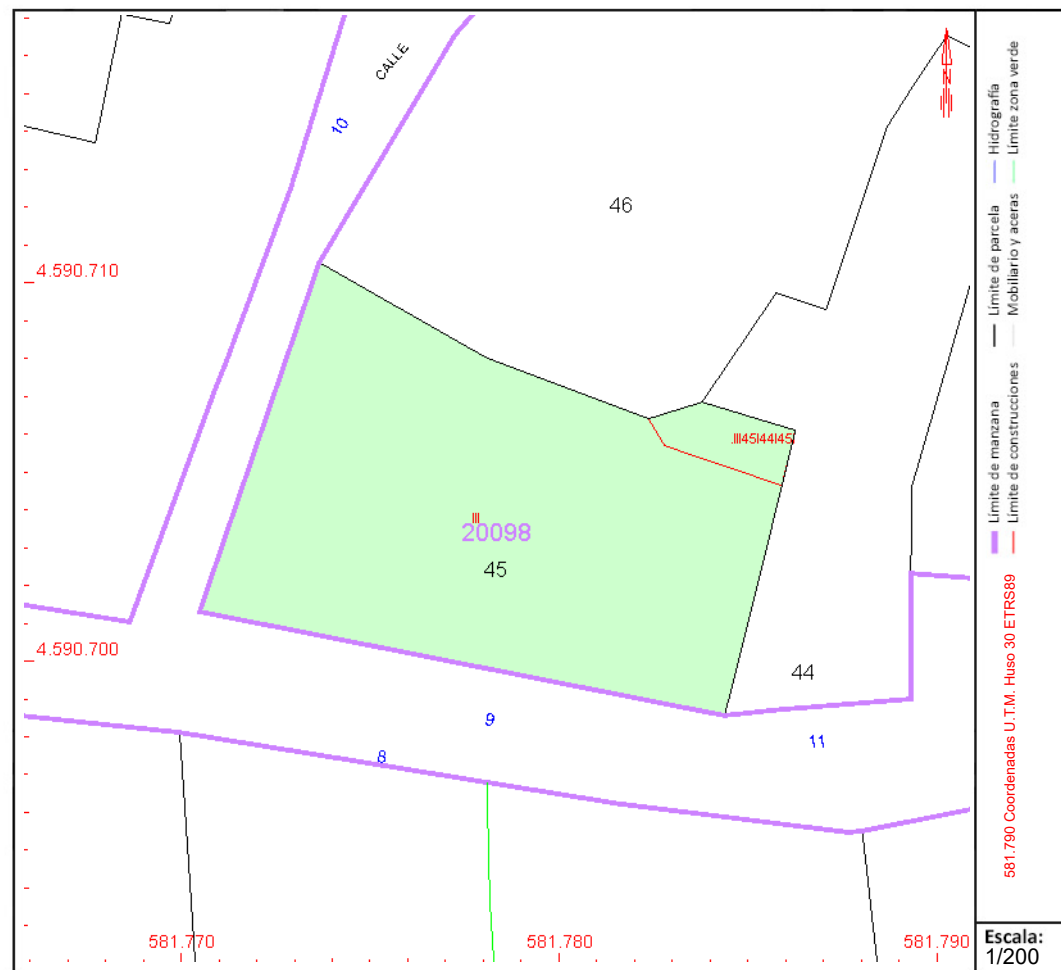 CALLE
10
46
4.590.710
.III45I44I45
III
20098
45
4.590.700
44
9
11
8
581.770
581.780
581.790
N
Hidrografía
Límite zona verde
Límite de parcela
Mobiliario y aceras
Límite de manzana
Límite de construcciones
581.790 Coordenadas U.T.M. Huso 30 ETRS89
Escala:
1/200